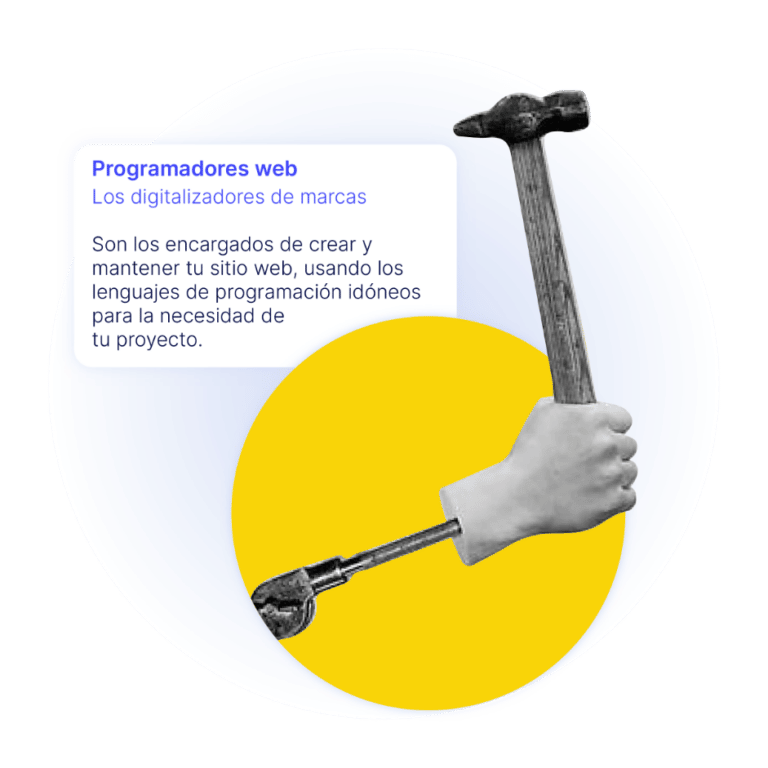 Programadores web
Los digitalizadores de marcas
Son los encargados de crear y
mantener tu sitio web, usando los
lenguajes de programación idóneos
para la necesidad de
tu proyecto.